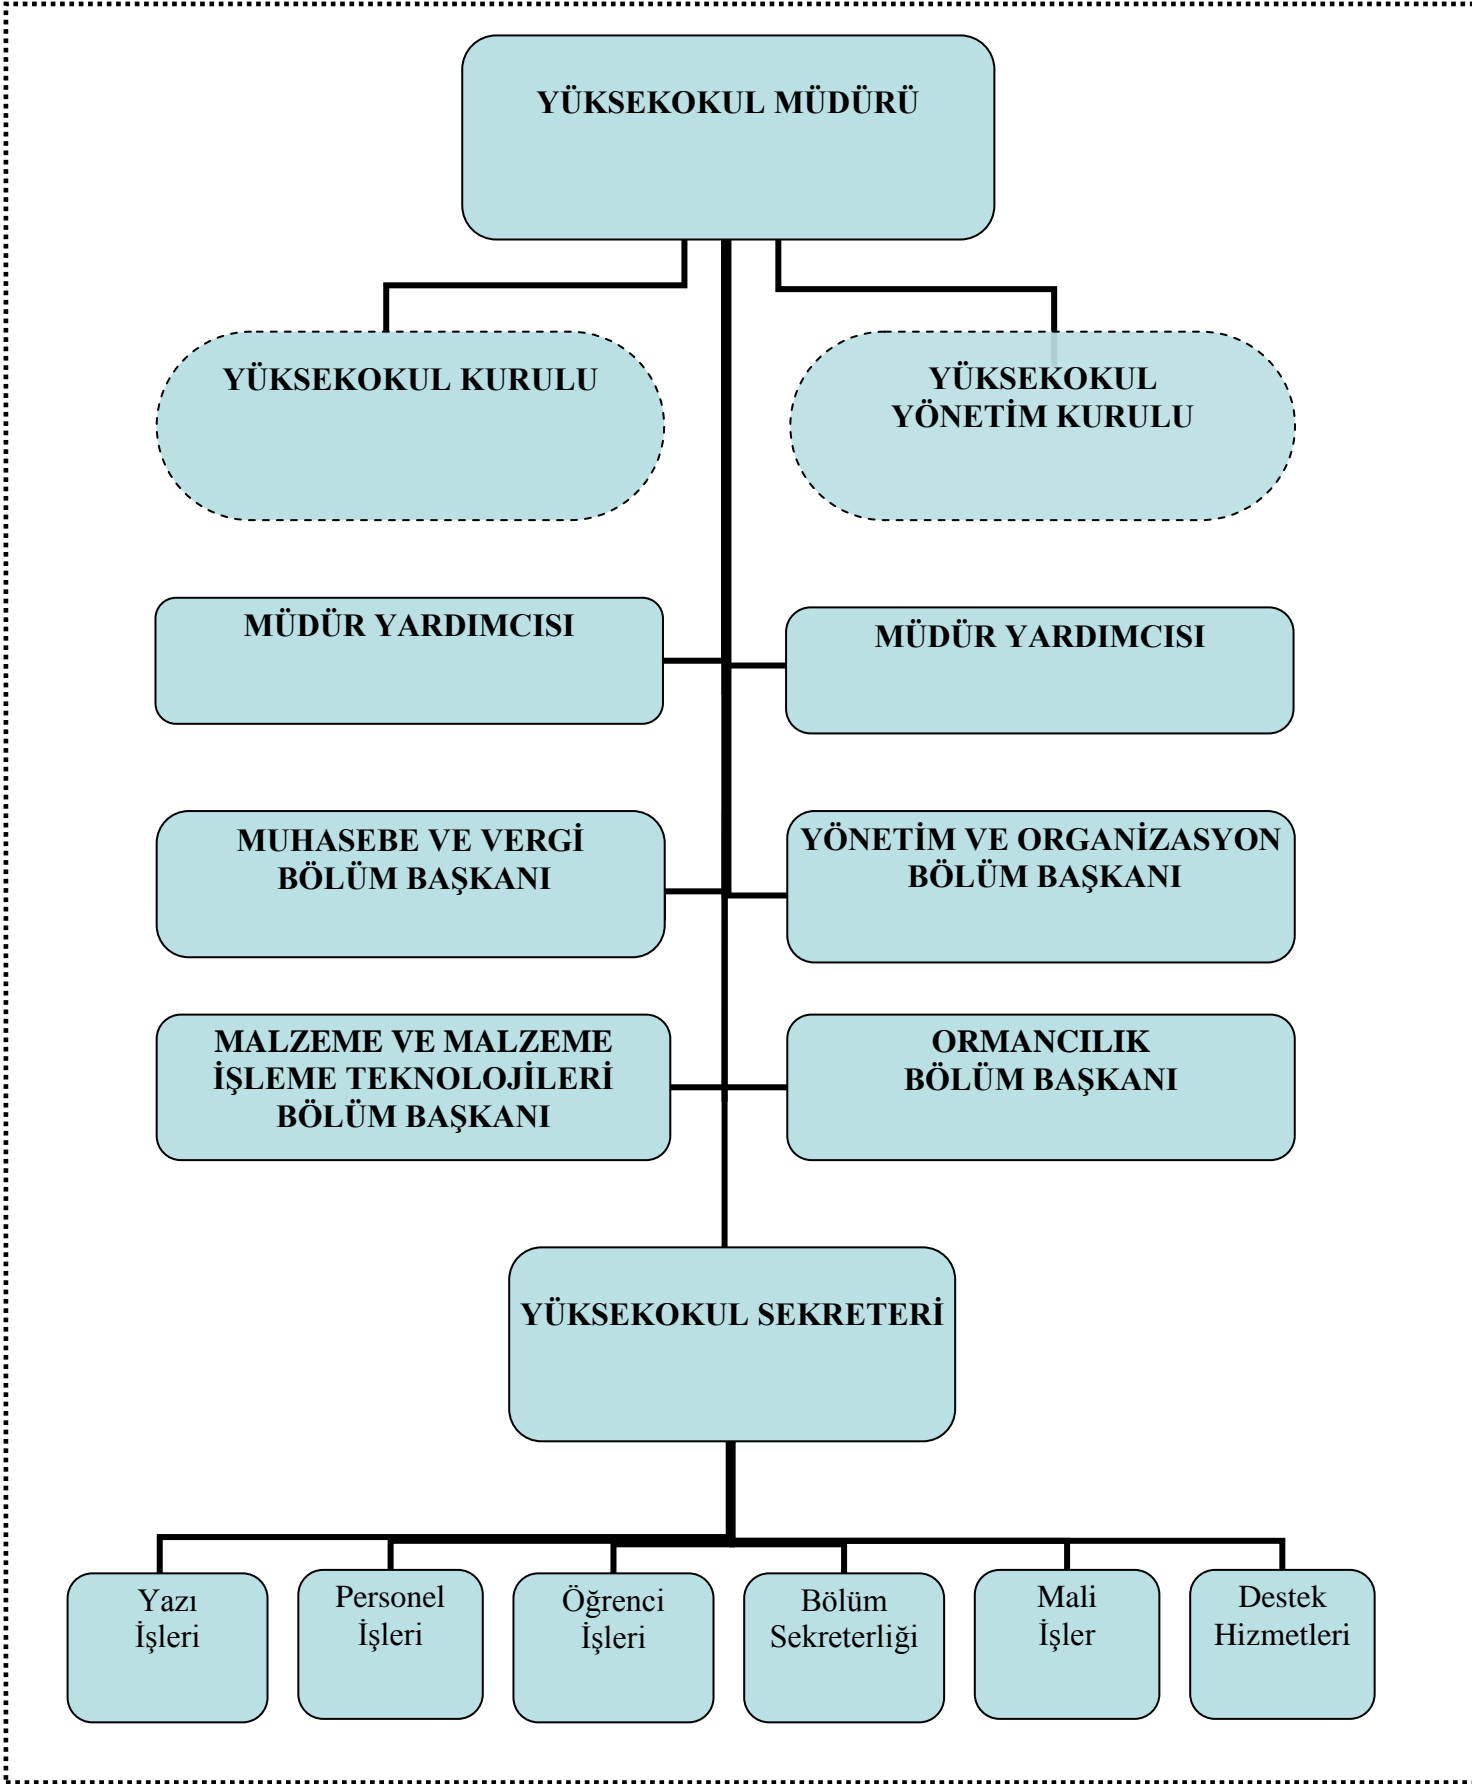 YÜKSEKOKUL MÜDÜRÜ
YÜKSEKOKUL KURULU
YÜKSEKOKUL
YÖNETİM KURULU
MÜDÜR YARDIMCISI
MÜDÜR YARDIMCISI
MUHASEBE VE VERGİ
BÖLÜM BAŞKANI
YÖNETİM VE ORGANİZASYON
BÖLÜM BAŞKANI
MALZEME VE MALZEME
İŞLEME TEKNOLOJİLERİ
BÖLÜM BAŞKANI
ORMANCILIK
BÖLÜM BAŞKANI
YÜKSEKOKUL SEKRETERİ
Yazı
İşleri
Personel
İşleri
Öğrenci
İşleri
Bölüm
Sekreterliği
Mali
İşler
Destek
Hizmetleri